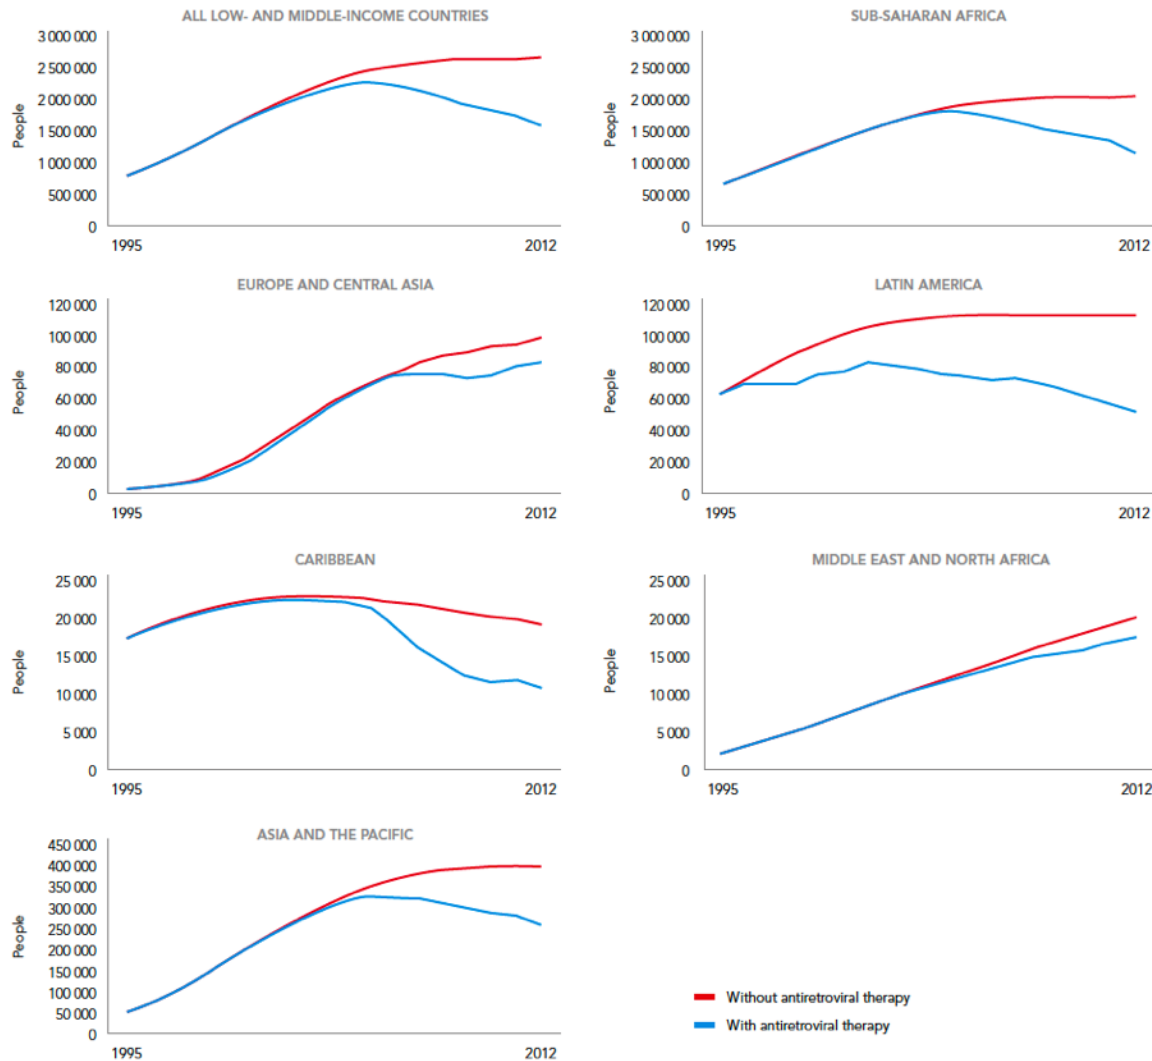 ALL LOW- AND MIDDLE-INCOME COUNTRIES
People
3 000 000
2 500 000
2 000 000
1 500 000
1 000 000
500 000
0
1995
2012
SUB-SAHARAN AFRICA
People
3 000 000
2 500 000
2 000 000
1 500 000
1 000 000
500 000
0
1995
2012
EUROPE AND CENTRAL ASIA
People
120 000
100 000
80 000
60 000
40 000
20 000
0
1995
2012
LATIN AMERICA
People
120 000
100 000
80 000
60 000
40 000
20 000
0
1995
2012
CARIBBEAN
People
25 000
20 000
15 000
10 000
5 000
0
1995
2012
MIDDLE EAST AND NORTH AFRICA
People
25 000
20 000
15 000
10 000
5 000
0
1995
2012
ASIA AND THE PACIFIC
People
450 000
400 000
350 000
300 000
250 000
200 000
150 000
100 000
50 000
0
1995
2012
Without antiretroviral therapy
With antiretroviral therapy